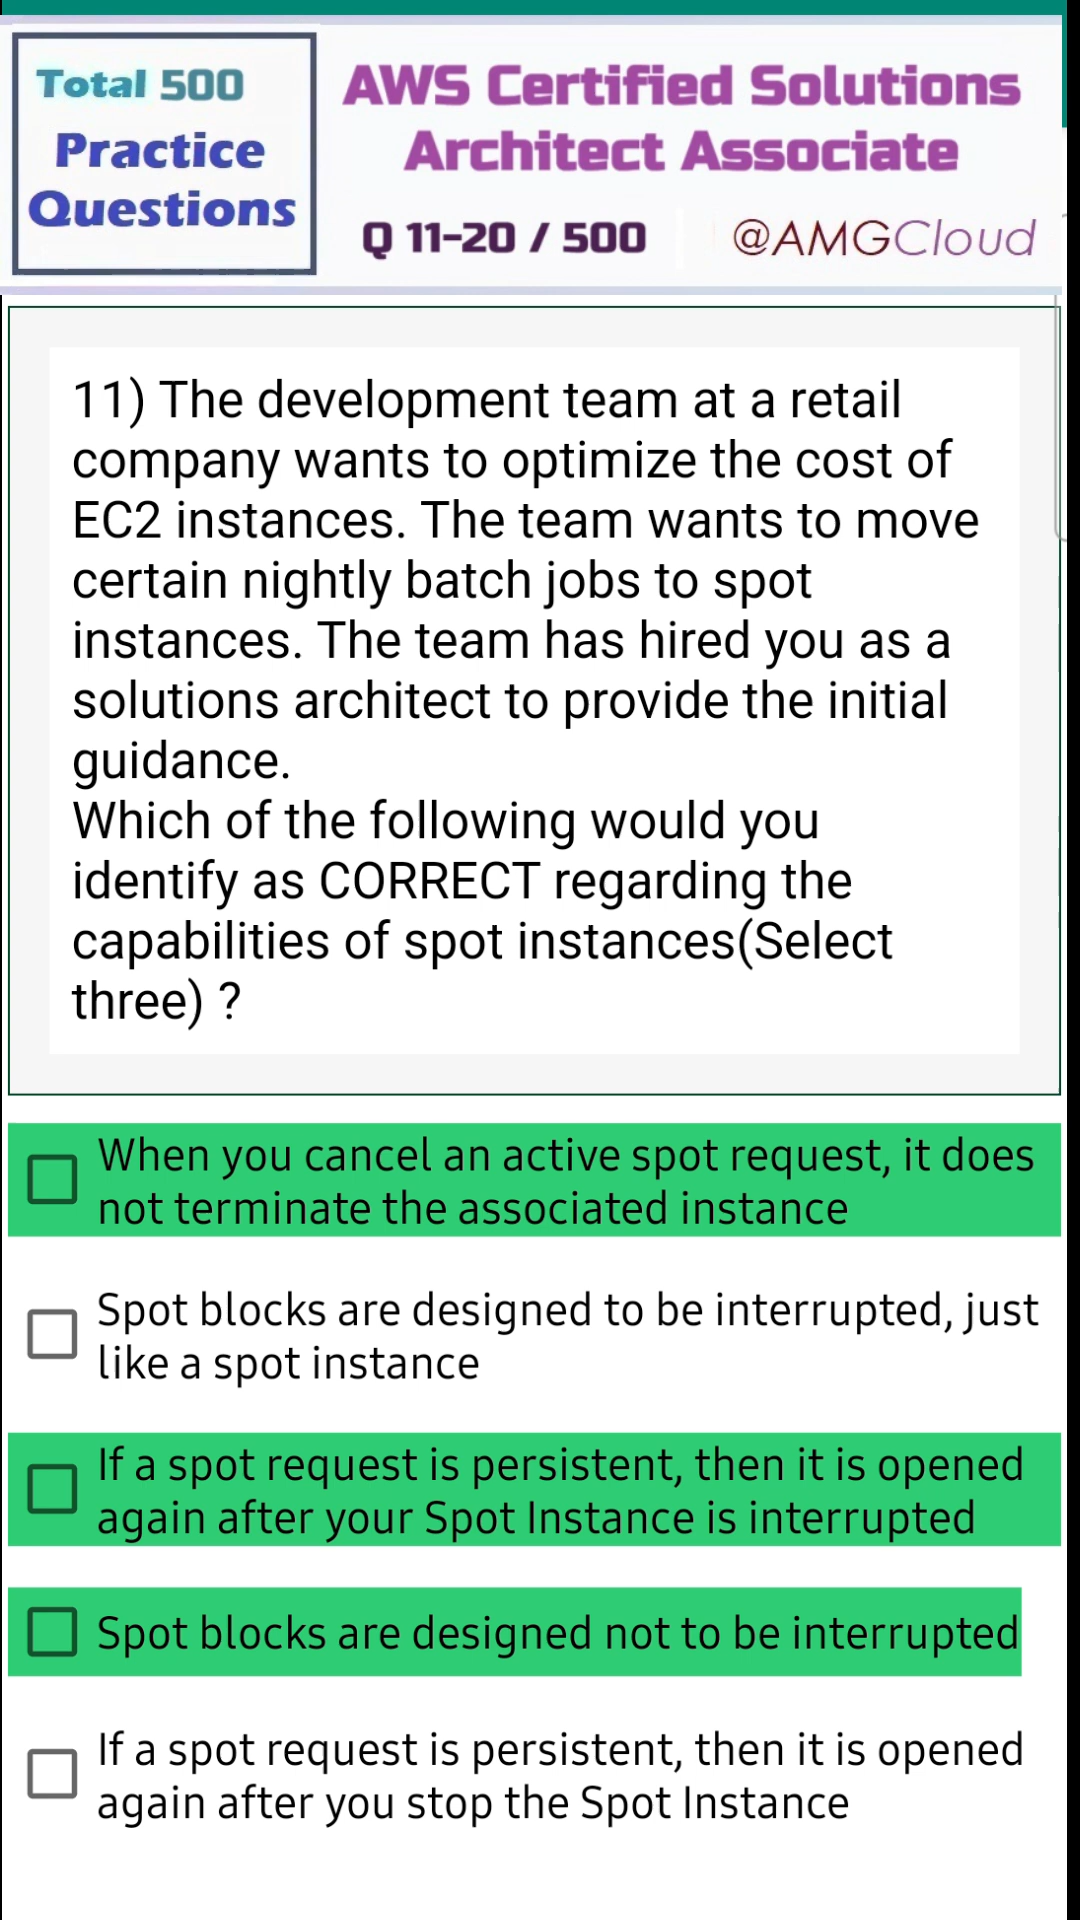 Total 500
Practice
Questions
AWS Certified Solutions
Architect Associate
Q 11-20 / 500
@AMGCloud
11) The development team at a retail
company wants to optimize the cost of
EC2 instances. The team wants to move
certain nightly batch jobs to spot
instances. The team has hired you as a
solutions architect to provide the initial
guidance.
Which of the following would you
identify as CORRECT regarding the
capabilities of spot instances(Select
three) ?
When you cancel an active spot request, it does
not terminate the associated instance
Spot blocks are designed to be interrupted, just
like a spot instance
If a spot request is persistent, then it is opened
again after your Spot Instance is interrupted
Spot blocks are designed not to be interrupted
If a spot request is persistent, then it is opened
again after you stop the Spot Instance